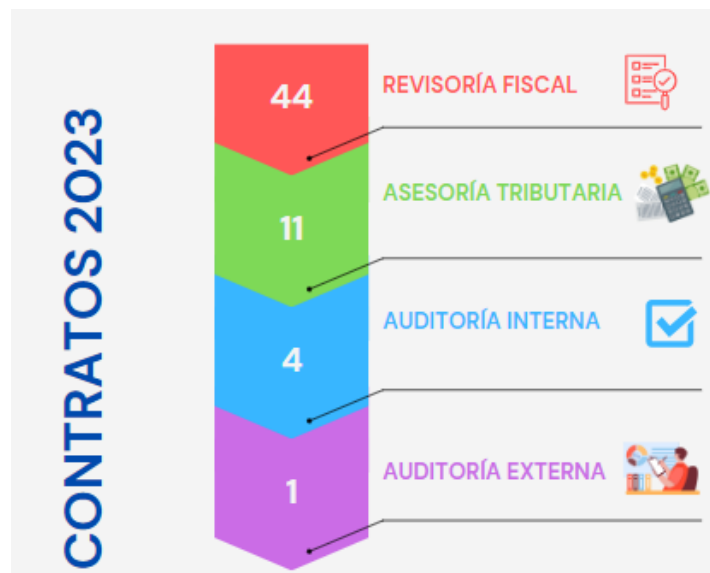 CONTRATOS 2023
44
REVISORÍA FISCAL
11
ASESORÍA TRIBUTARIA
4
AUDITORÍA INTERNA
1
AUDITORÍA EXTERNA